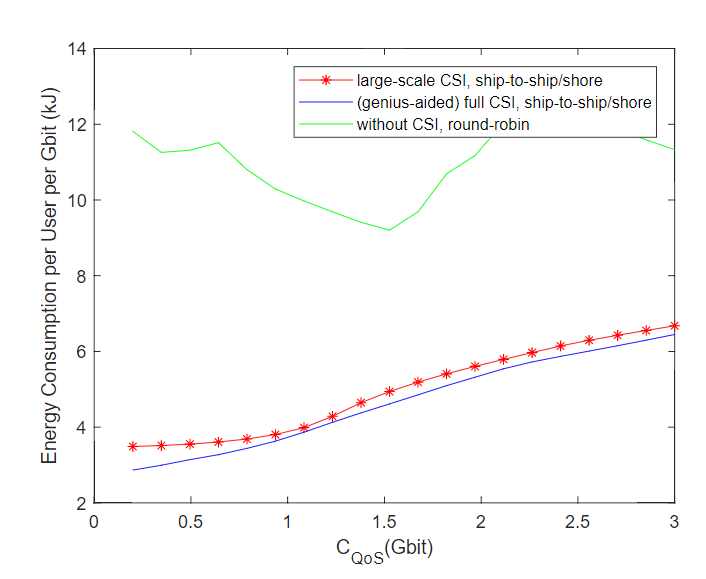 14
12
10
8
6
4
2
0
0.5
1
1.5
2
2.5
3
Energy Consumption per User per Gbit (kJ)
C_QoS(Gbit)
large-scale CSI, ship-to-ship/shore
(genius-aided) full CSI, ship-to-ship/shore
without CSI, round-robin